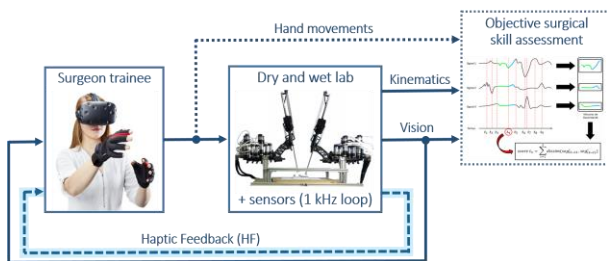 Hand movements
Objective surgical
skill assessment
Surgeon trainee
Dry and wet lab
Kinematics
Vision
+ sensors (1 kHz loop)
Haptic Feedback (HF)